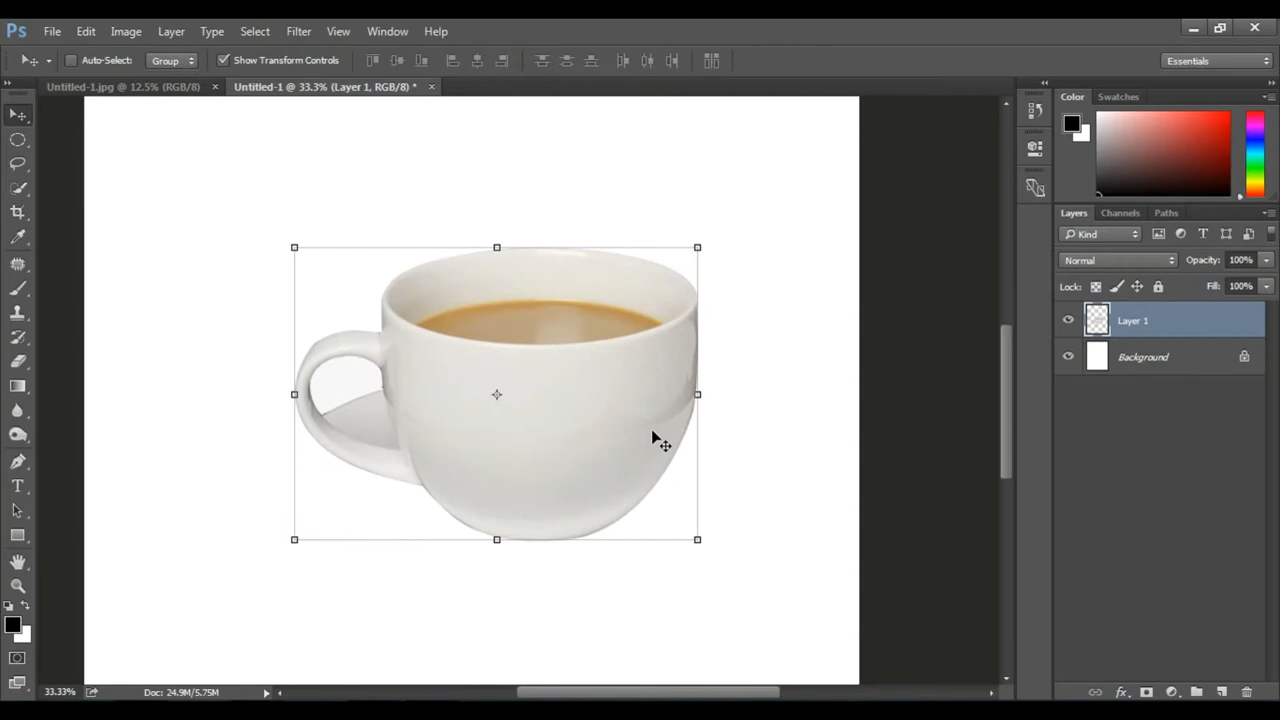 Ps File Edit Image Layer Type Select Filter View Window Help
Auto-Select: Group Show Transform Controls Essentials
Untitled-1.jpg @ 12.5% (RGB/8) × Untitled-1 @ 33.3% (Layer 1, RGB/8) * ×
Color Swatches
Layers Channels Paths
Kind T
Normal Opacity: 100%
Lock: Fill: 100%
Layer 1
Background
T
33.33% Doc: 24.9M/5.75M
fx